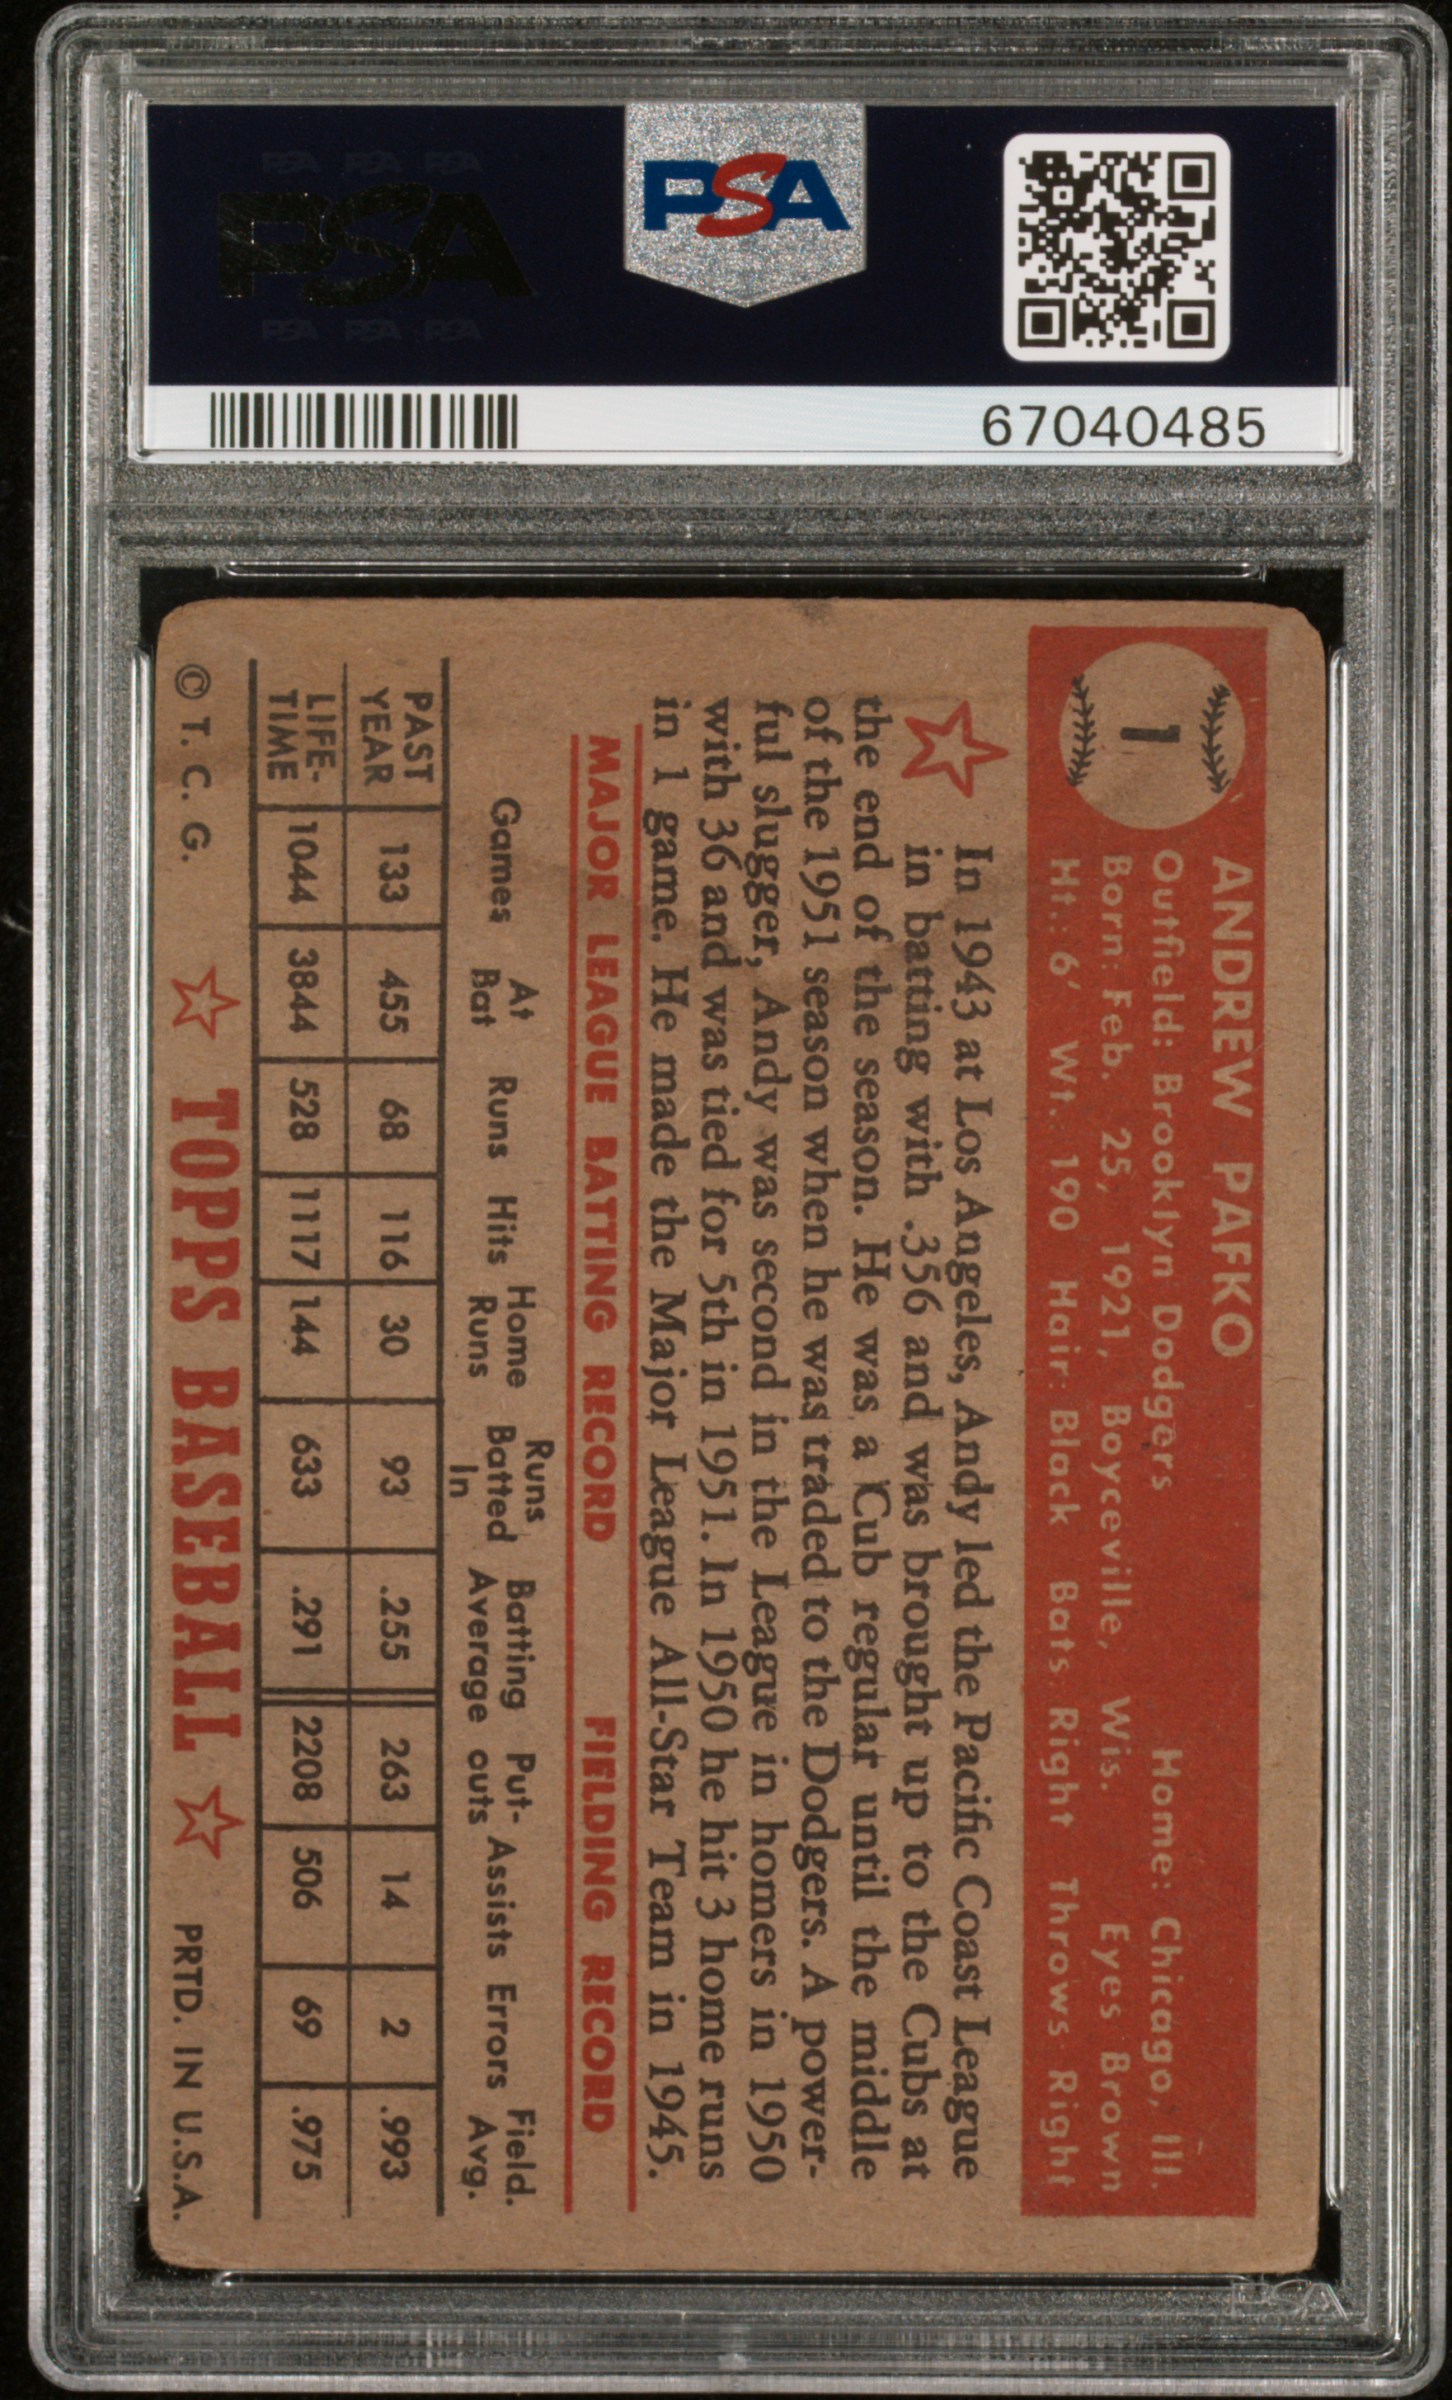 PSA PSA PSA
PSA
PSA PSA PSA
PSA
67040485
1
ANDREW PAFKO
Outfield: Brooklyn Dodgers Home: Chicago, Ill.
Born: Feb. 25, 1921, Boyceville, Wis. Eyes Brown
Ht.: 6' Wt.: 190 Hair: Black Bats: Right Throws: Right
In 1943 at Los Angeles, Andy led the Pacific Coast League
in batting with .356 and was brought up to the Cubs at
the end of the season. He was a Cub regular until the middle
of the 1951 season when he was traded to the Dodgers. A power-
ful slugger, Andy was second in the League in homers in 1950
with 36 and was tied for 5th in 1951. In 1950 he hit 3 home runs
in 1 game. He made the Major League All-Star Team in 1945.
MAJOR LEAGUE BATTING RECORD FIELDING RECORD
Games At Bat Runs Hits Home Runs Runs Batted In Batting Average Put-outs Assists Errors Field. Avg.
PAST YEAR 133 455 68 116 30 93 .255 263 14 2 .993
LIFE-TIME 1044 3844 528 1117 144 633 .291 2208 506 69 .975
© T. C. G. TOPPS BASEBALL PRTD. IN U.S.A.
PSA